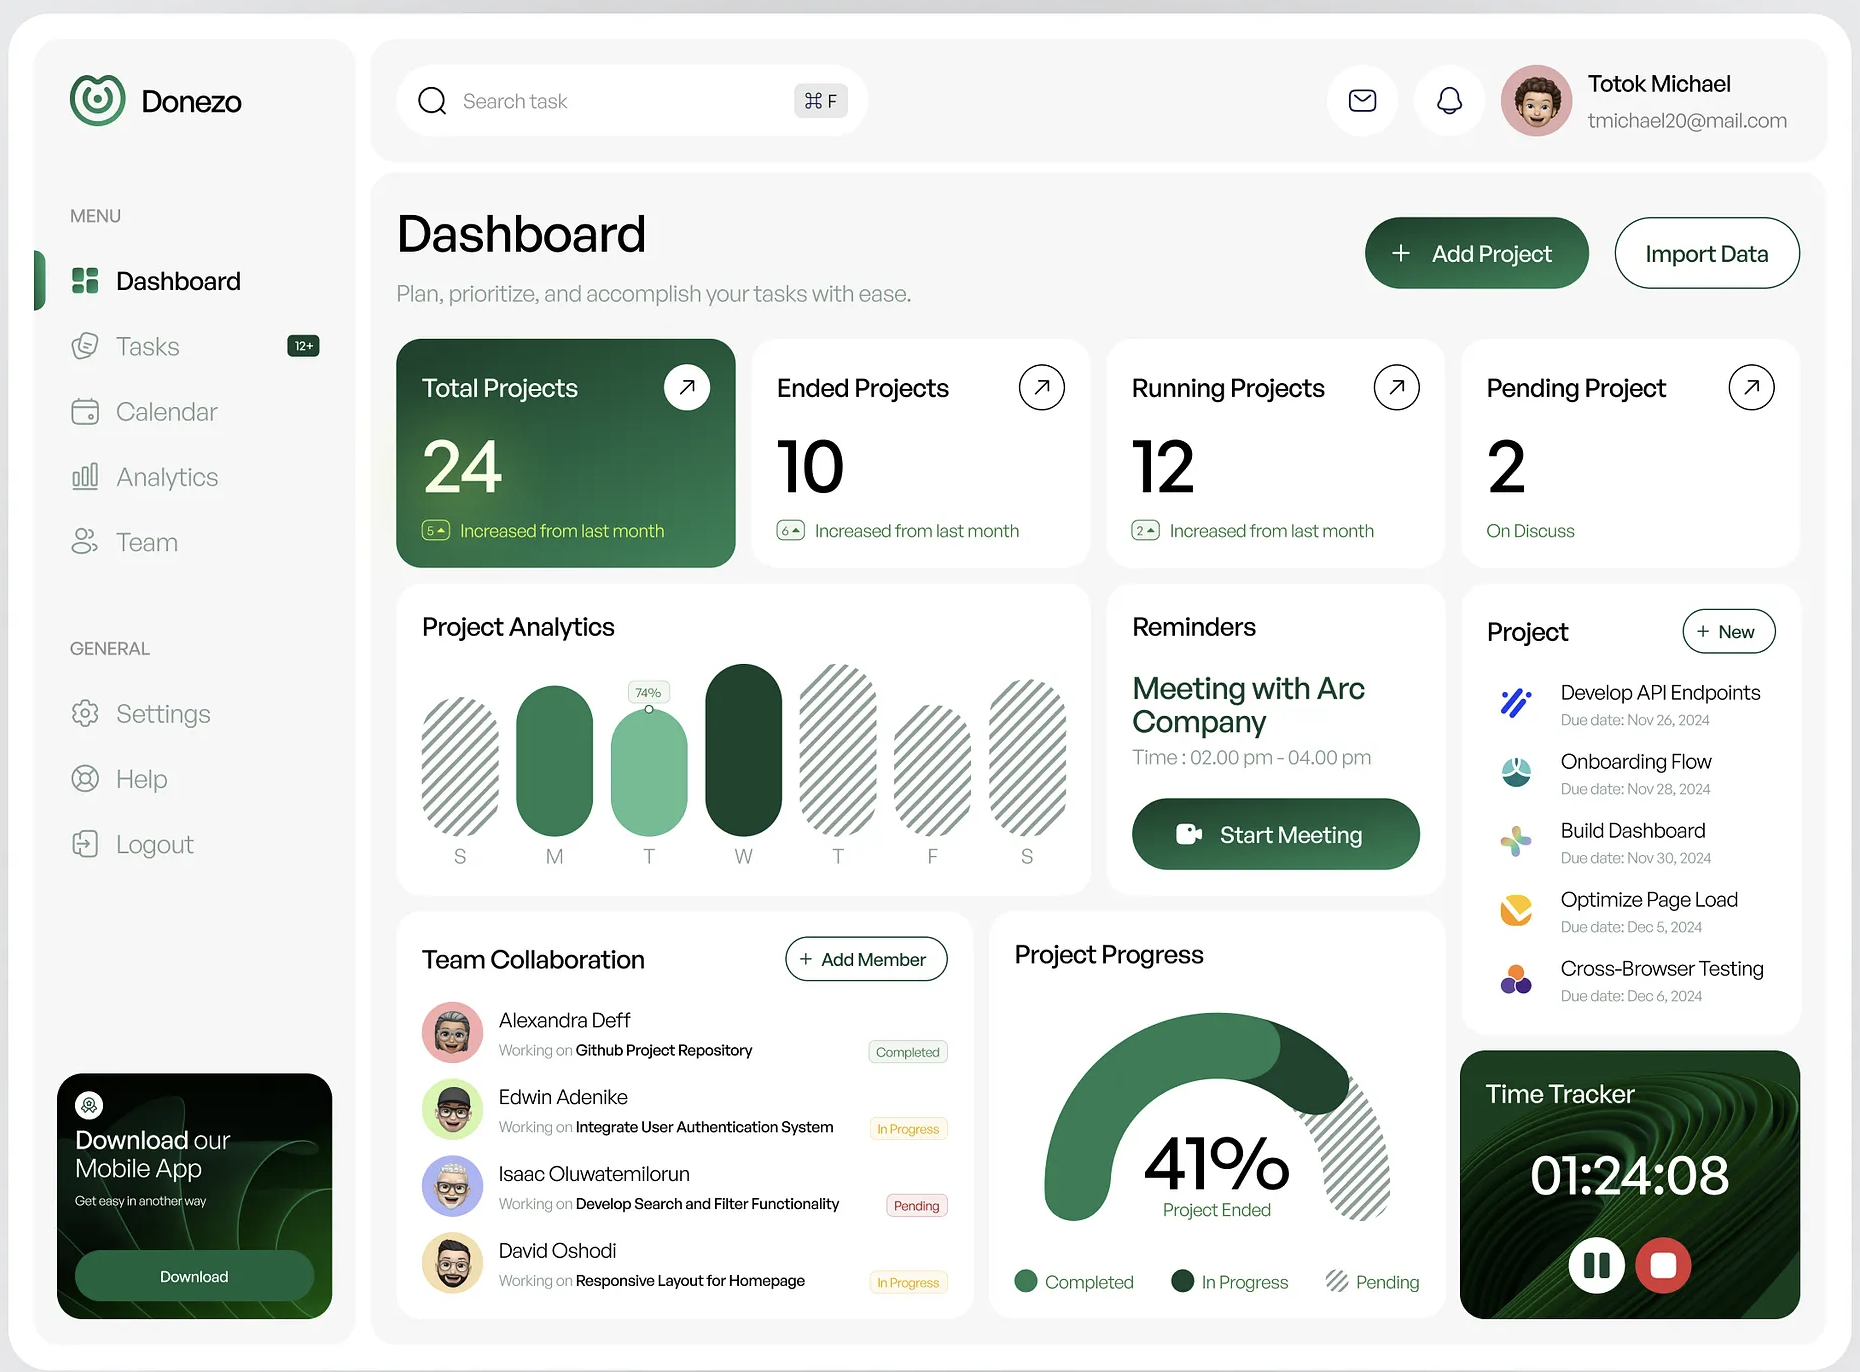 Donezo
MENU
Dashboard
Tasks
12+
Calendar
Analytics
Team
GENERAL
Settings
Help
Logout
Download our
Mobile App
Get easy in another way
Download
Search task
⌘ F
Totok Michael
tmichael20@mail.com
Dashboard
Plan, prioritize, and accomplish your tasks with ease.
+ Add Project
Import Data
Total Projects
24
5 Increased from last month
Ended Projects
10
6 Increased from last month
Running Projects
12
2 Increased from last month
Pending Project
2
On Discuss
Project Analytics
74%
S M T W T F S
Reminders
Meeting with Arc
Company
Time : 02.00 pm - 04.00 pm
Start Meeting
Project
+ New
Develop API Endpoints
Due date: Nov 26, 2024
Onboarding Flow
Due date: Nov 28, 2024
Build Dashboard
Due date: Nov 30, 2024
Optimize Page Load
Due date: Dec 5, 2024
Cross-Browser Testing
Due date: Dec 6, 2024
Team Collaboration
+ Add Member
Alexandra Deff
Working on Github Project Repository
Completed
Edwin Adenike
Working on Integrate User Authentication System
In Progress
Isaac Oluwatemilorun
Working on Develop Search and Filter Functionality
Pending
David Oshodi
Working on Responsive Layout for Homepage
In Progress
Project Progress
41%
Project Ended
Completed
In Progress
Pending
Time Tracker
01:24:08